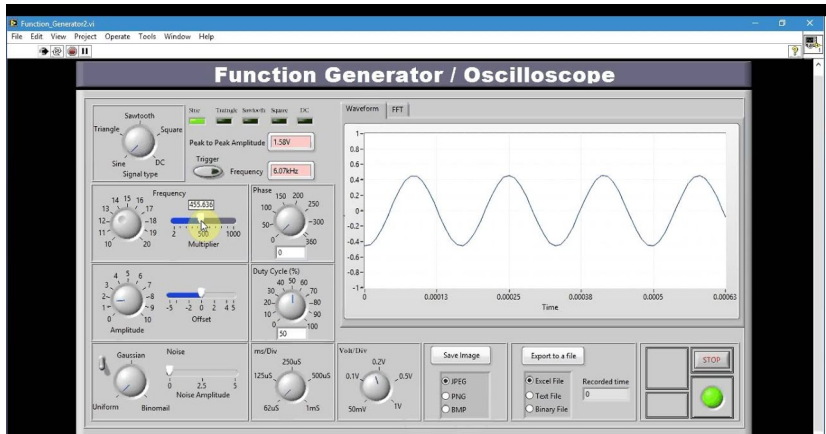 Function_Generator2.vi
File Edit View Project Operate Tools Window Help
Function Generator / Oscilloscope
Sine Triangle Sawtooth Square DC
Sawtooth
Triangle Square
Sine DC
Signal type
Peak to Peak Amplitude 1.58V
Trigger
Frequency 6.07kHz
Frequency
14 15 16
13 17
12 18
11 19
10 20
455.636
2 500 1000
Multiplier
Phase
150 200
100 250
50 300
0 360
0
4 5 6
3 7
2 8
1 9
0 10
Amplitude
-5 -2 0 2 4 5
Offset
Duty Cycle (%)
40 50 60
30 70
20 80
10 90
0 100
50
Gaussian
Uniform Binomail
Noise
0 2.5 5
Noise Amplitude
ms/Div
250uS
125uS 500uS
62uS 1mS
Volt/Div
0.2V
0.1V 0.5V
50mV 1V
Waveform FFT
1
0.8
0.6
0.4
0.2
0
-0.2
-0.4
-0.6
-0.8
-1
0 0.00013 0.00025 0.00038 0.0005 0.00063
Time
Save Image
JPEG
PNG
BMP
Export to a file
Excel File
Text File
Binary File
Recorded time
0
STOP